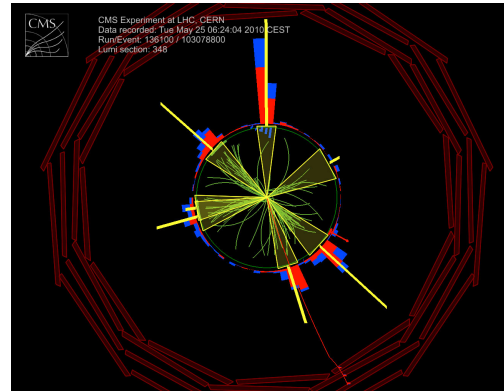 CMS
CMS Experiment at LHC, CERN
Data recorded: Tue May 25 06:24:04 2010 CEST
Run/Event: 136100 / 103078800
Lumi section: 348